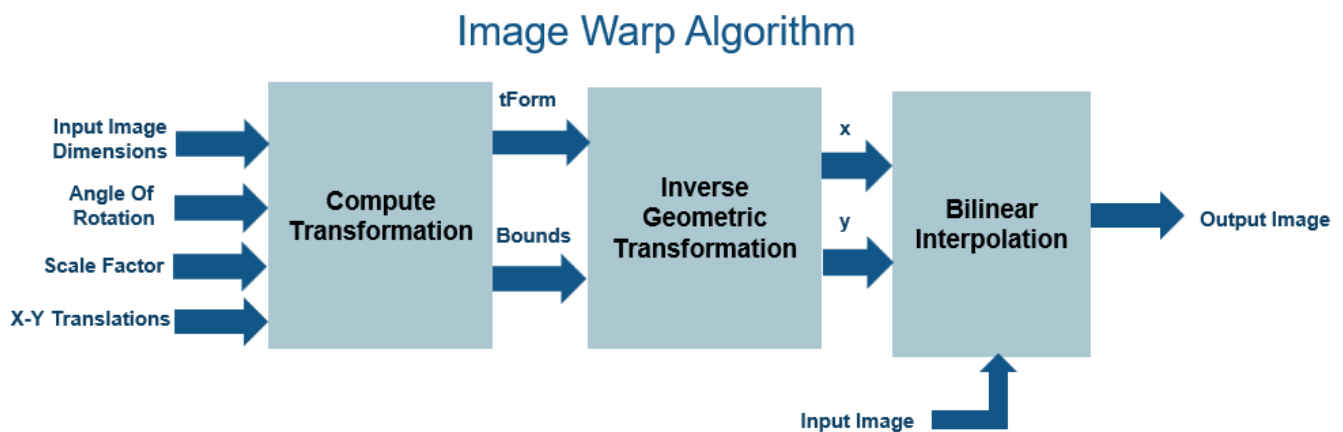 Image Warp Algorithm
Input Image
Dimensions
Angle Of
Rotation
Scale Factor
X-Y Translations
Compute
Transformation
tForm
Bounds
Inverse
Geometric
Transformation
x
y
Bilinear
Interpolation
Output Image
Input Image